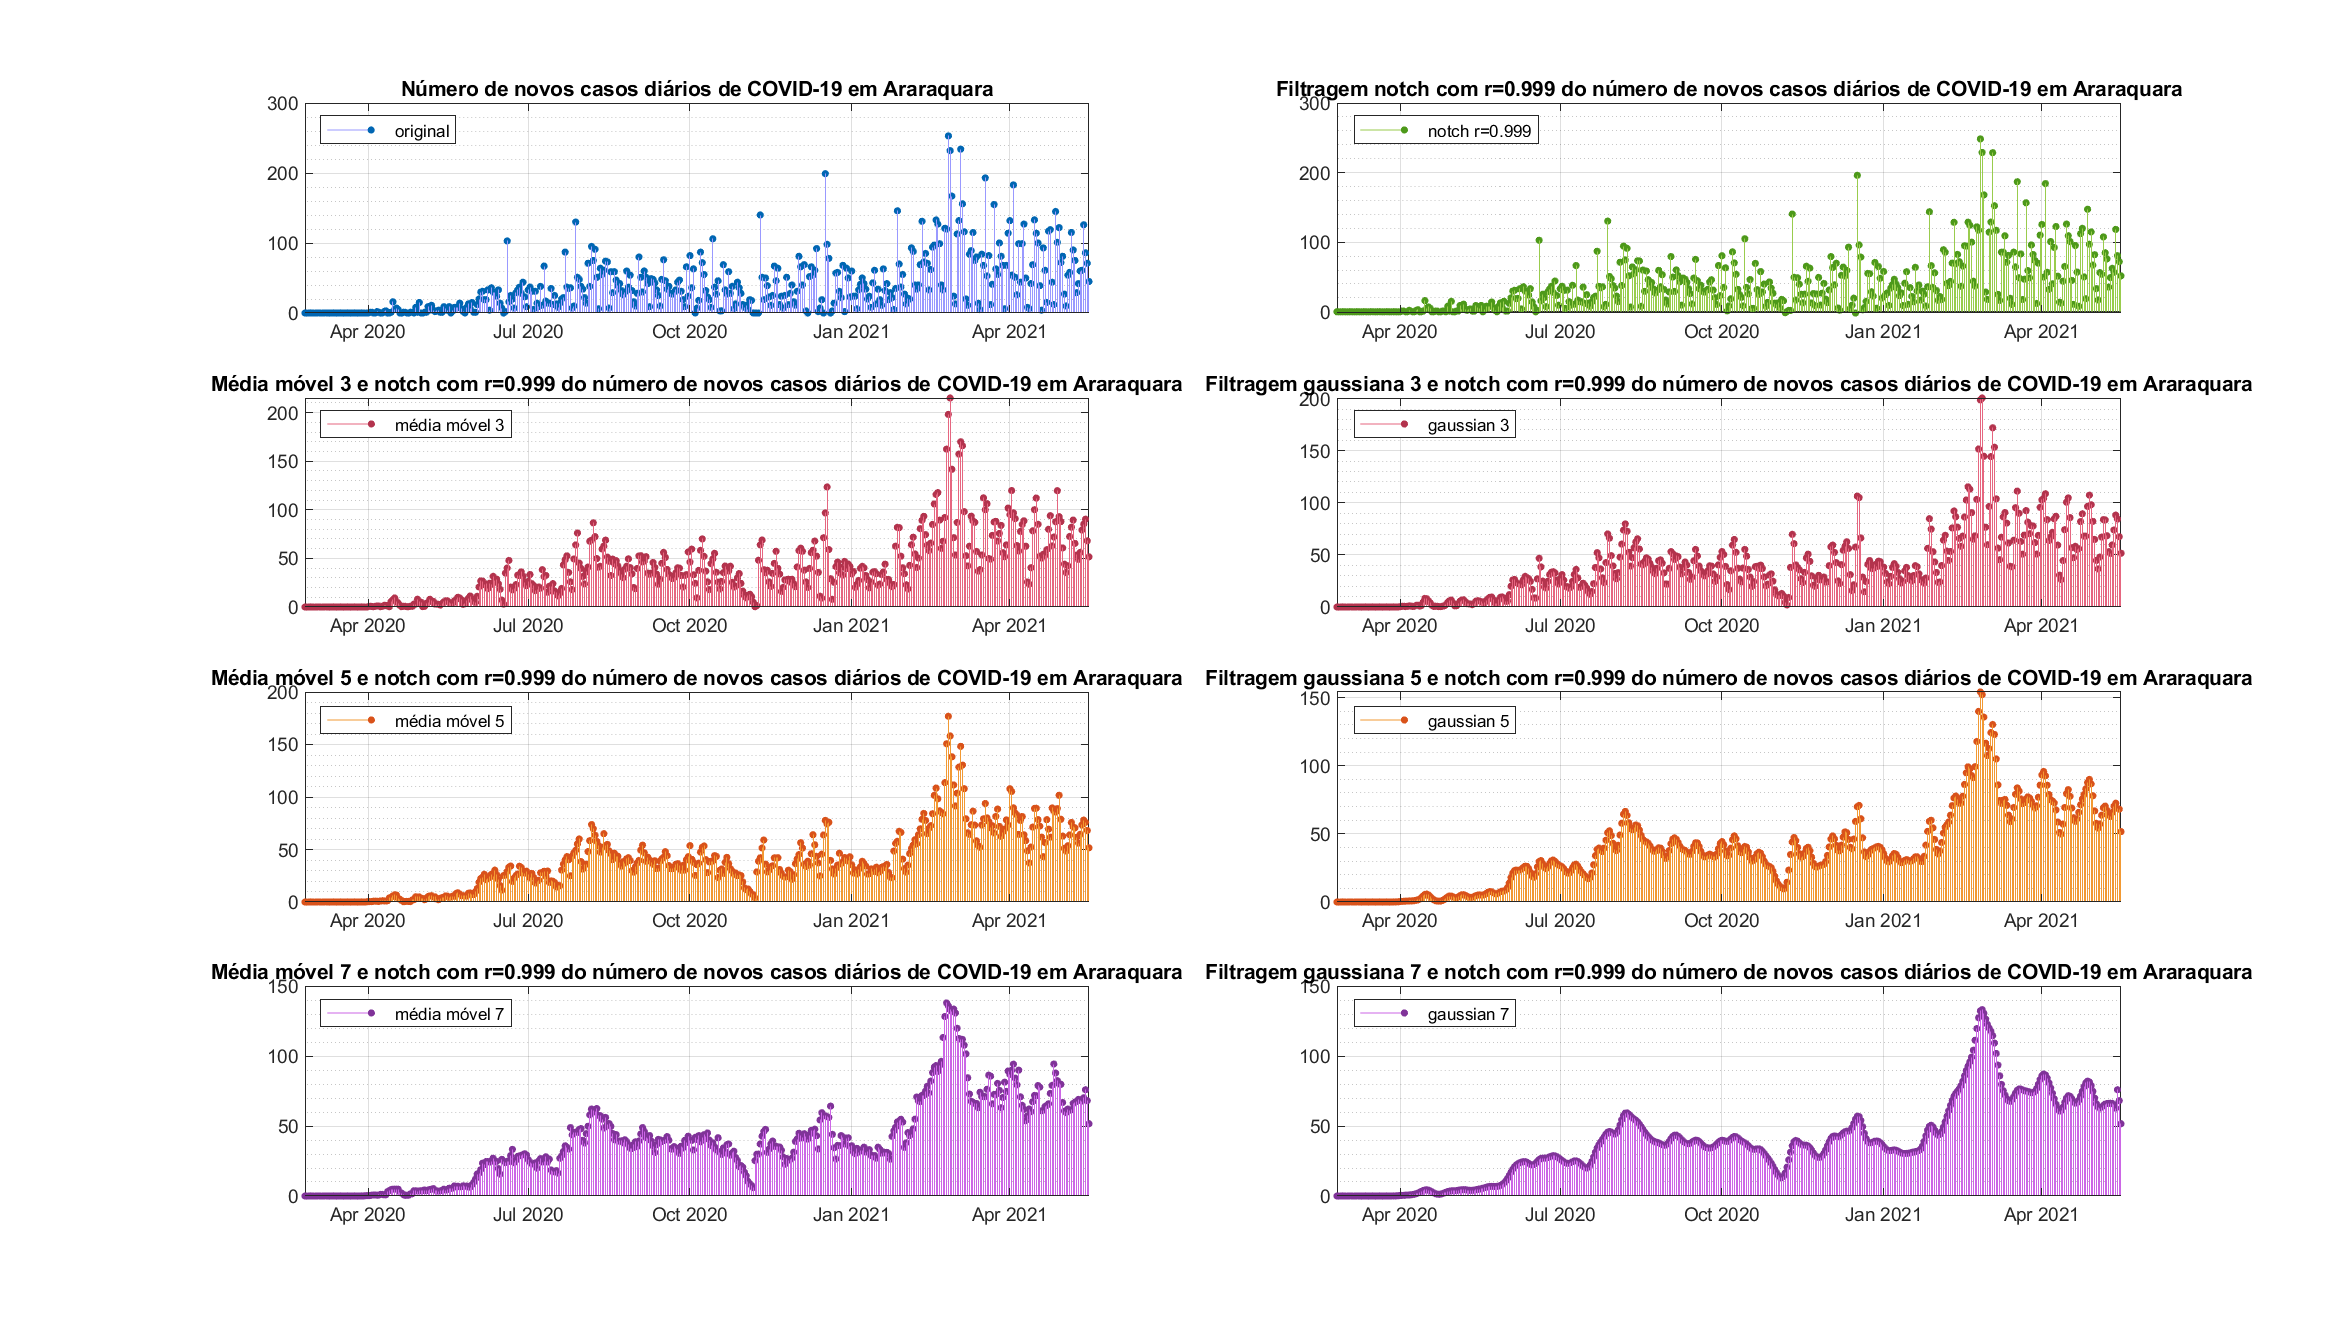 Número de novos casos diários de COVID-19 em Araraquara
300
200
100
0
original
Apr 2020 Jul 2020 Oct 2020 Jan 2021 Apr 2021
Filtragem notch com r=0.999 do número de novos casos diários de COVID-19 em Araraquara
300
200
100
0
notch r=0.999
Apr 2020 Jul 2020 Oct 2020 Jan 2021 Apr 2021
Média móvel 3 e notch com r=0.999 do número de novos casos diários de COVID-19 em Araraquara
200
150
100
50
0
média móvel 3
Apr 2020 Jul 2020 Oct 2020 Jan 2021 Apr 2021
Filtragem gaussiana 3 e notch com r=0.999 do número de novos casos diários de COVID-19 em Araraquara
200
150
100
50
0
gaussian 3
Apr 2020 Jul 2020 Oct 2020 Jan 2021 Apr 2021
Média móvel 5 e notch com r=0.999 do número de novos casos diários de COVID-19 em Araraquara
200
150
100
50
0
média móvel 5
Apr 2020 Jul 2020 Oct 2020 Jan 2021 Apr 2021
Filtragem gaussiana 5 e notch com r=0.999 do número de novos casos diários de COVID-19 em Araraquara
150
100
50
0
gaussian 5
Apr 2020 Jul 2020 Oct 2020 Jan 2021 Apr 2021
Média móvel 7 e notch com r=0.999 do número de novos casos diários de COVID-19 em Araraquara
150
100
50
0
média móvel 7
Apr 2020 Jul 2020 Oct 2020 Jan 2021 Apr 2021
Filtragem gaussiana 7 e notch com r=0.999 do número de novos casos diários de COVID-19 em Araraquara
150
100
50
0
gaussian 7
Apr 2020 Jul 2020 Oct 2020 Jan 2021 Apr 2021